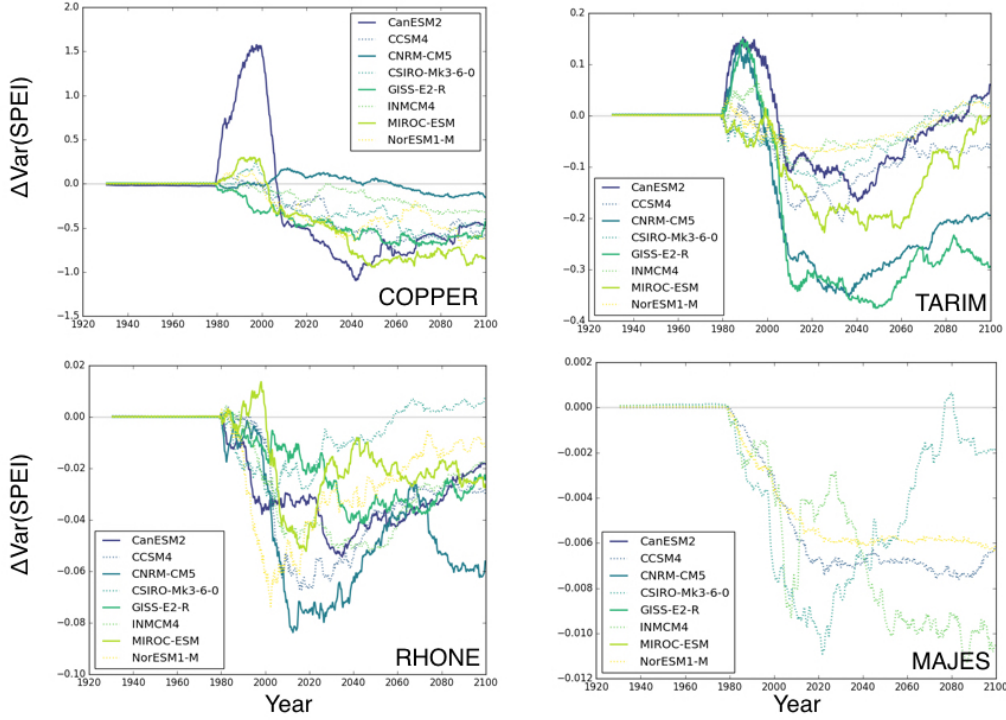 2.0
1.5
1.0
0.5
0.0
−0.5
−1.0
−1.5
1920 1940 1960 1980 2000 2020 2040 2060 2080 2100
ΔVar(SPEI)
CanESM2
CCSM4
CNRM-CM5
CSIRO-Mk3-6-0
GISS-E2-R
INMCM4
MIROC-ESM
NorESM1-M
COPPER
0.2
0.1
0.0
−0.1
−0.2
−0.3
−0.4
1920 1940 1960 1980 2000 2020 2040 2060 2080 2100
CanESM2
CCSM4
CNRM-CM5
CSIRO-Mk3-6-0
GISS-E2-R
INMCM4
MIROC-ESM
NorESM1-M
TARIM
0.02
0.00
−0.02
−0.04
−0.06
−0.08
−0.10
1920 1940 1960 1980 2000 2020 2040 2060 2080 2100
ΔVar(SPEI)
CanESM2
CCSM4
CNRM-CM5
CSIRO-Mk3-6-0
GISS-E2-R
INMCM4
MIROC-ESM
NorESM1-M
RHONE
Year
0.002
0.000
−0.002
−0.004
−0.006
−0.008
−0.010
−0.012
1920 1940 1960 1980 2000 2020 2040 2060 2080 2100
CanESM2
CCSM4
CNRM-CM5
CSIRO-Mk3-6-0
GISS-E2-R
INMCM4
MIROC-ESM
NorESM1-M
MAJES
Year